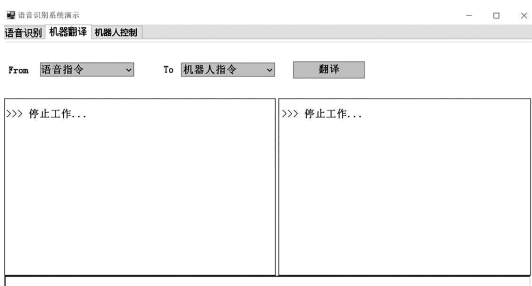 语音识别系统演示
语音识别 机器翻译 机器人控制
From 语音指令 To 机器人指令 翻译
>>> 停止工作... >>> 停止工作...